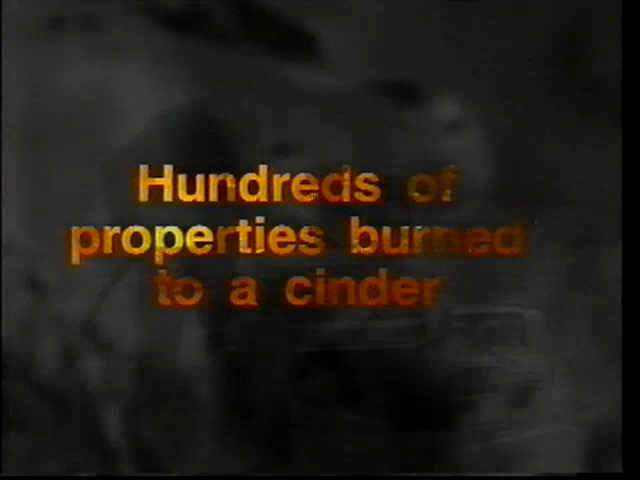 Hundreds of
properties burned
to a cinder